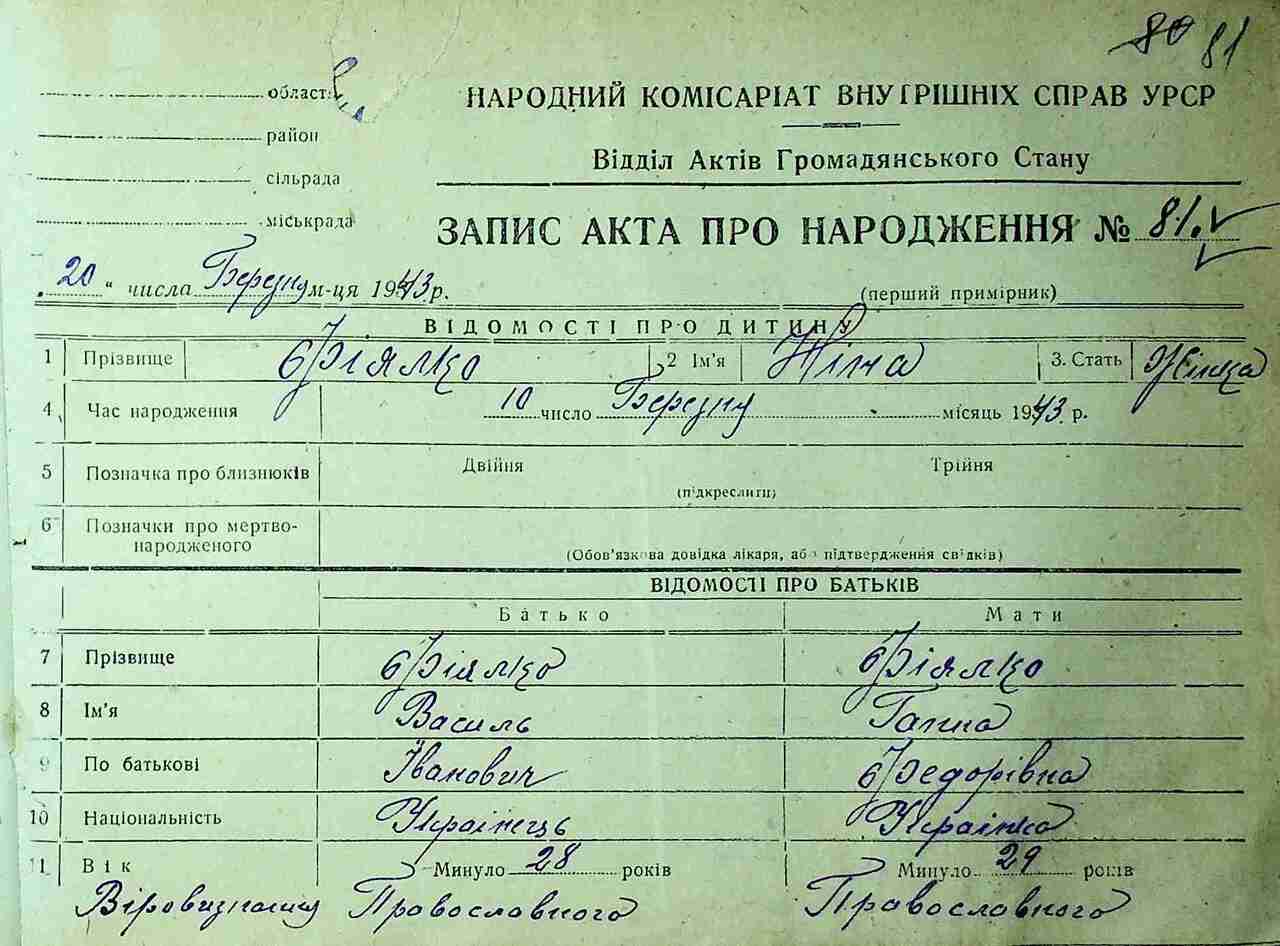 80 81
область
район
сільрада
міськрада
НАРОДНИЙ КОМІСАРІАТ ВНУТРІШНІХ СПРАВ УРСР
Відділ Актів Громадянського Стану
ЗАПИС АКТА ПРО НАРОДЖЕННЯ № 81.
„20“ числа Березня м-ця 1943 р.
(перший примірник)
ВІДОМОСТІ ПРО ДИТИНУ
1 Прізвище Фіялко 2 Ім'я Ніна 3. Стать Жінка
4 Час народження 10 число Березня місяць 1943 р.
5 Позначка про близнюків Двійня Трійня
(підкреслити)
6 Позначки про мертво-
народженого
(Обов'язкова довідка лікаря, або підтвердження свідків)
ВІДОМОСТІ ПРО БАТЬКІВ
Батько Мати
7 Прізвище Фіялко Фіялко
8 Ім'я Василь Ганна
9 По батькові Іванович Федорівна
10 Національність Українець Українка
11 Вік Минуло 28 років Минуло 29 років
Віровизнання Православного Православного